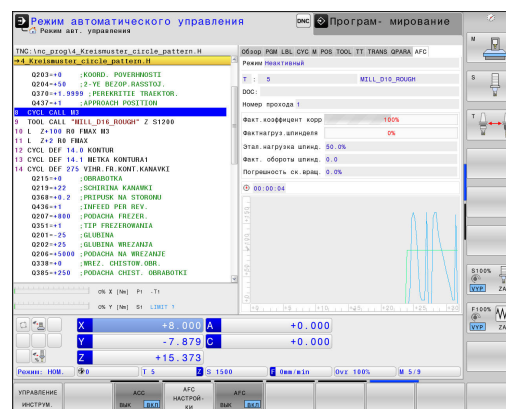 Режим автоматического управления
Режим авт. управления
DNC
Програм- мирование
TNC:\nc_prog\4_Kreismuster_circle_pattern.H
→4_Kreismuster_circle_pattern.H
Q203=+0 ;KOORD. POVERHNOSTI
Q204=+50 ;2-YE BEZOP.RASSTOJ.
Q370=+1.9999 ;PEREKRITIE TRAEKTOR.
Q437=+1 ;APPROACH POSITION
8 CYCL CALL M3
9 TOOL CALL "MILL_D16_ROUGH" Z S1200
10 L Z+100 R0 FMAX M3
11 L Z+2 R0 FMAX
12 CYCL DEF 14.0 KONTUR
13 CYCL DEF 14.1 METKA KONTURA1
14 CYCL DEF 275 VIHR.FR.KONT.KANAVKI
Q215=+0 ;OBRABOTKA
Q219=+22 ;SCHIRINA KANAWKI
Q368=+0.2 ;PRIPUSK NA STORONU
Q436=+1 ;INFEED PER REV.
Q207=+800 ;PODACHA FREZER.
Q351=+1 ;TIP FREZEROWANIA
Q201=-25 ;GLUBINA
Q202=+25 ;GLUBINA WREZANJA
Q206=+5000 ;PODACHA NA WREZANJE
Q338=+0 ;WREZ. CHISTOW.OBR.
Q385=+250 ;PODACHA CHIST. OBRABOTKI
0% X [Nm] P1 -T1
0% Y [Nm] S1 LIMIT 1
Обзор PGM LBL CYC M POS TOOL TT TRANS QPARA AFC
Режим Неактивный
T : 5 MILL_D10_ROUGH
DOC:
Номер прохода 1
Факт.коэффицент корр 100%
Фактнагруз.шпинделя 0%
Этал.нагрузка шпинд. 50.0%
Факт. обороты шпинд. 0.0
Погрешность ск.вращ. 0.0%
00:00:04
X +8.000 A +0.000
Y -7.879 C +0.000
Z +15.373
Режим: НОМ. 0 T 5 Z S 1500 F 0mm/min Ovr 100% M 5/9
УПРАВЛЕНИЕ ИНСТРУМ.
ACC ВЫК ВКЛ
AFC НАСТРОЙ- КИ
AFC ВЫК ВКЛ
M
S
T
S100%
VYP ZA
F100%
VYP ZA